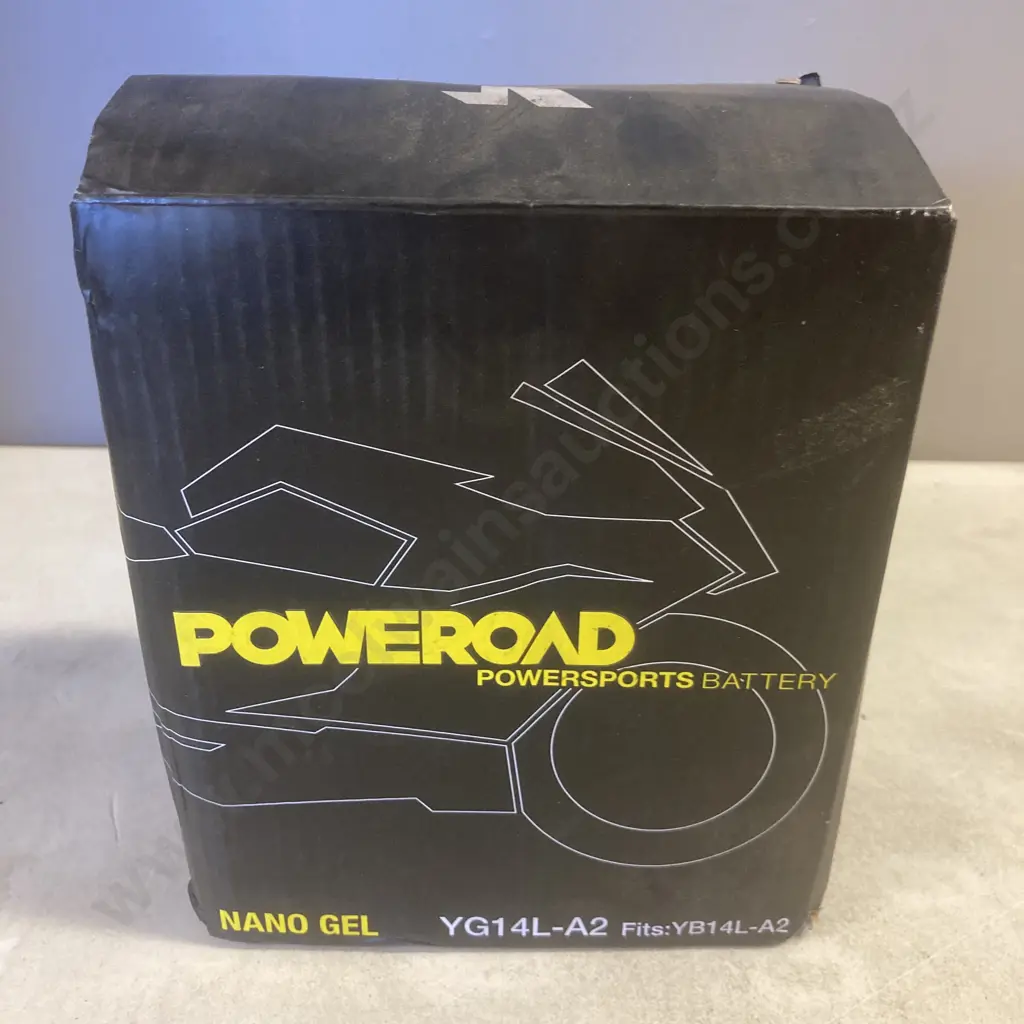 POWEROAD
POWERSPORTS BATTERY
NANO GEL YG14L-A2 Fits:YB14L-A2